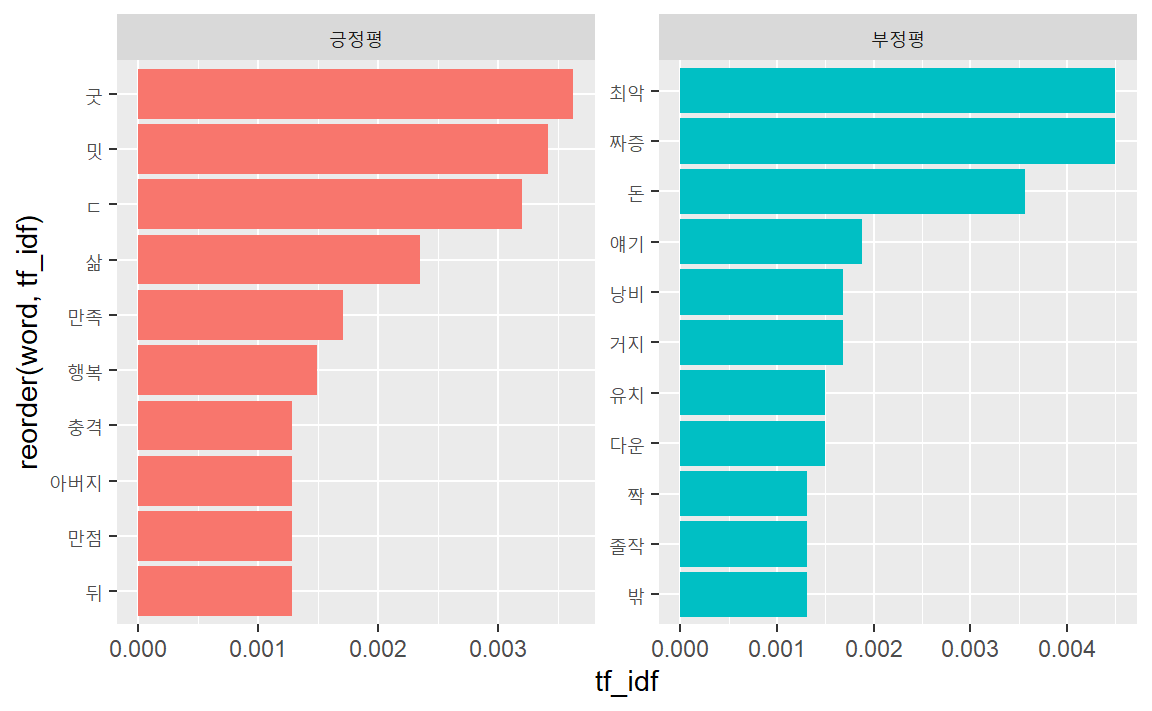 긍정평
부정평
reorder(word, tf_idf)
굿
밋
ㄷ
삶
만족
행복
충격
아버지
만점
뒤
0.000 0.001 0.002 0.003
최악
짜증
돈
얘기
낭비
거지
유치
다운
짝
졸작
밖
0.000 0.001 0.002 0.003 0.004
tf_idf